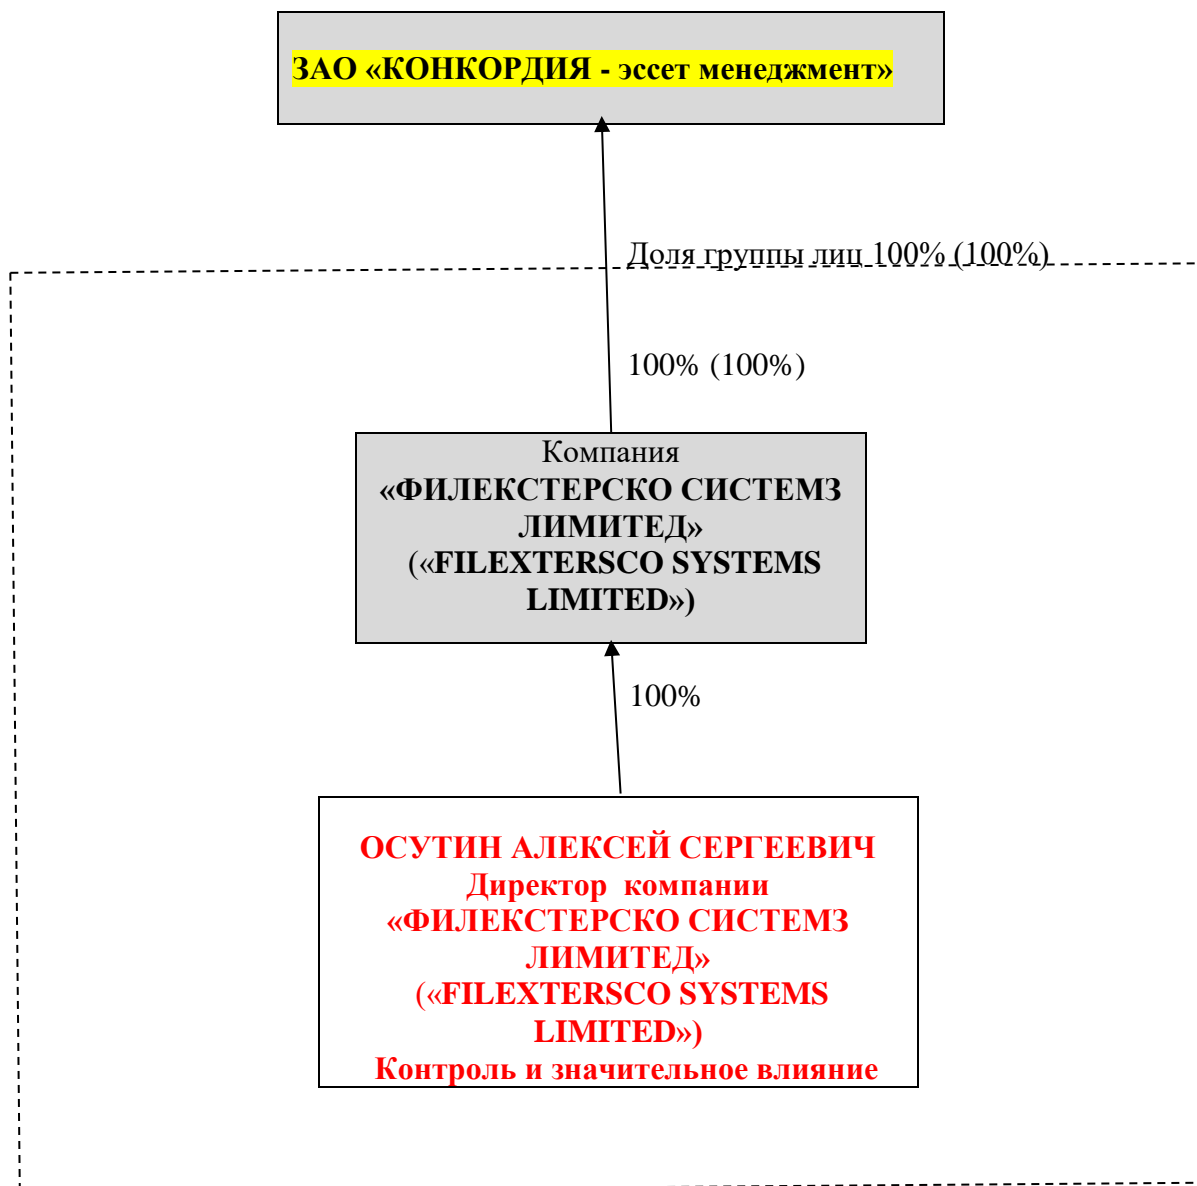 ЗАО «КОНКОРДИЯ - эссет менеджмент»
Доля группы лиц 100% (100%)
100% (100%)
Компания
«ФИЛЕКСТЕРСКО СИСТЕМЗ
ЛИМИТЕД»
(«FILEXTERSCO SYSTEMS
LIMITED»)
100%
ОСУТИН АЛЕКСЕЙ СЕРГЕЕВИЧ
Директор компании
«ФИЛЕКСТЕРСКО СИСТЕМЗ
ЛИМИТЕД»
(«FILEXTERSCO SYSTEMS
LIMITED»)
Контроль и значительное влияние